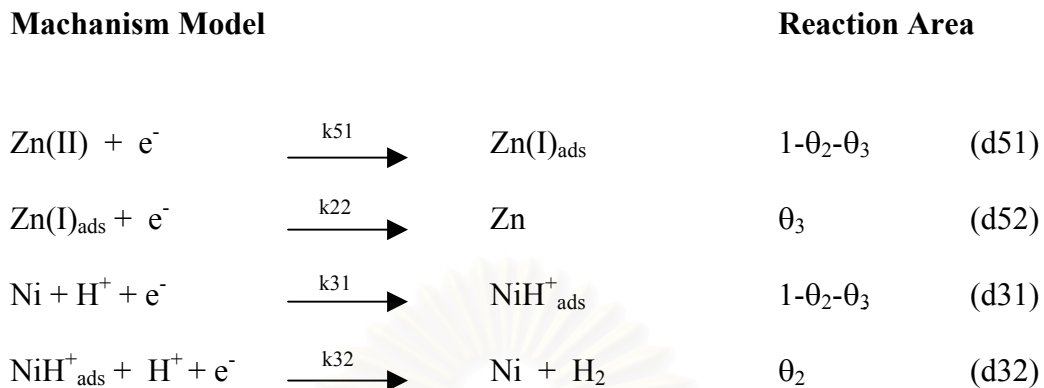 Machanism Model Reaction Area
Zn(II) + e⁻ k51 Zn(I)ads 1-θ₂-θ₃ (d51)
Zn(I)ads + e⁻ k22 Zn θ₃ (d52)
Ni + H⁺ + e⁻ k31 NiH⁺ads 1-θ₂-θ₃ (d31)
NiH⁺ads + H⁺ + e⁻ k32 Ni + H₂ θ₂ (d32)